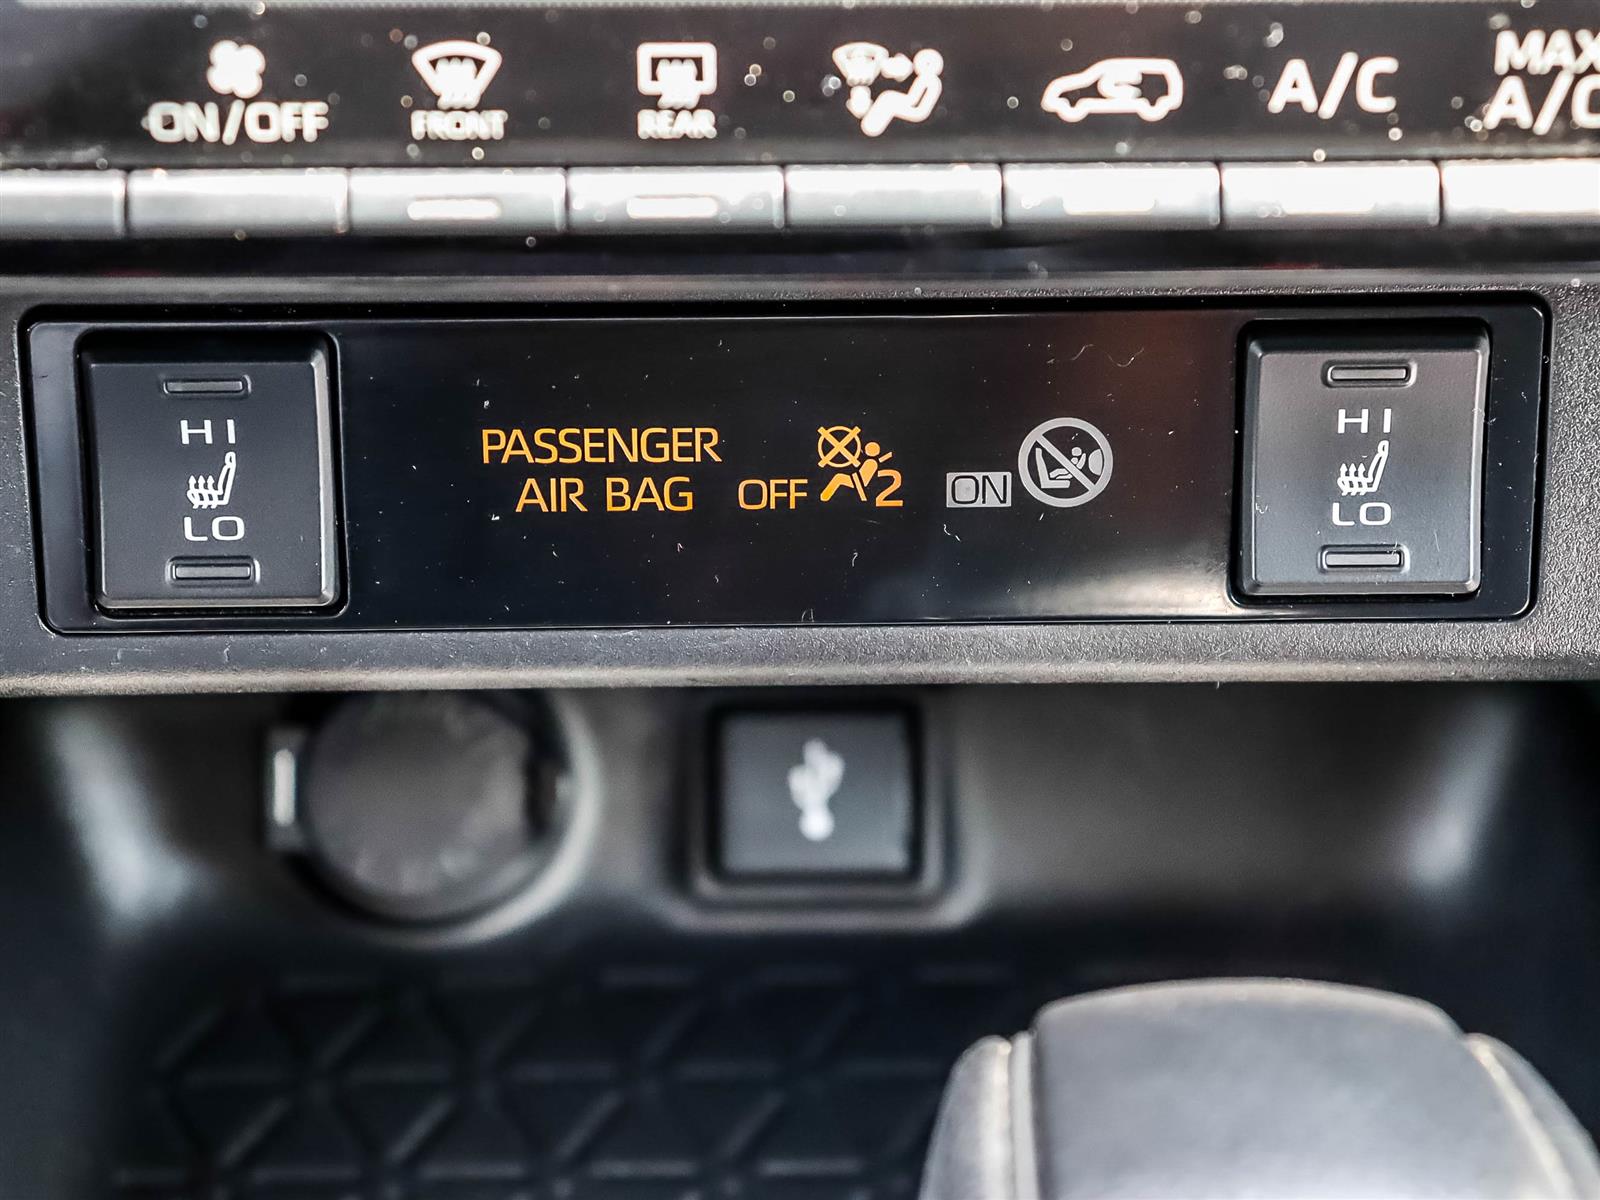 ON/OFF
FRONT
REAR
A/C
MAX
A/C
HI
LO
PASSENGER
AIR BAG OFF 2 ON
HI
LO